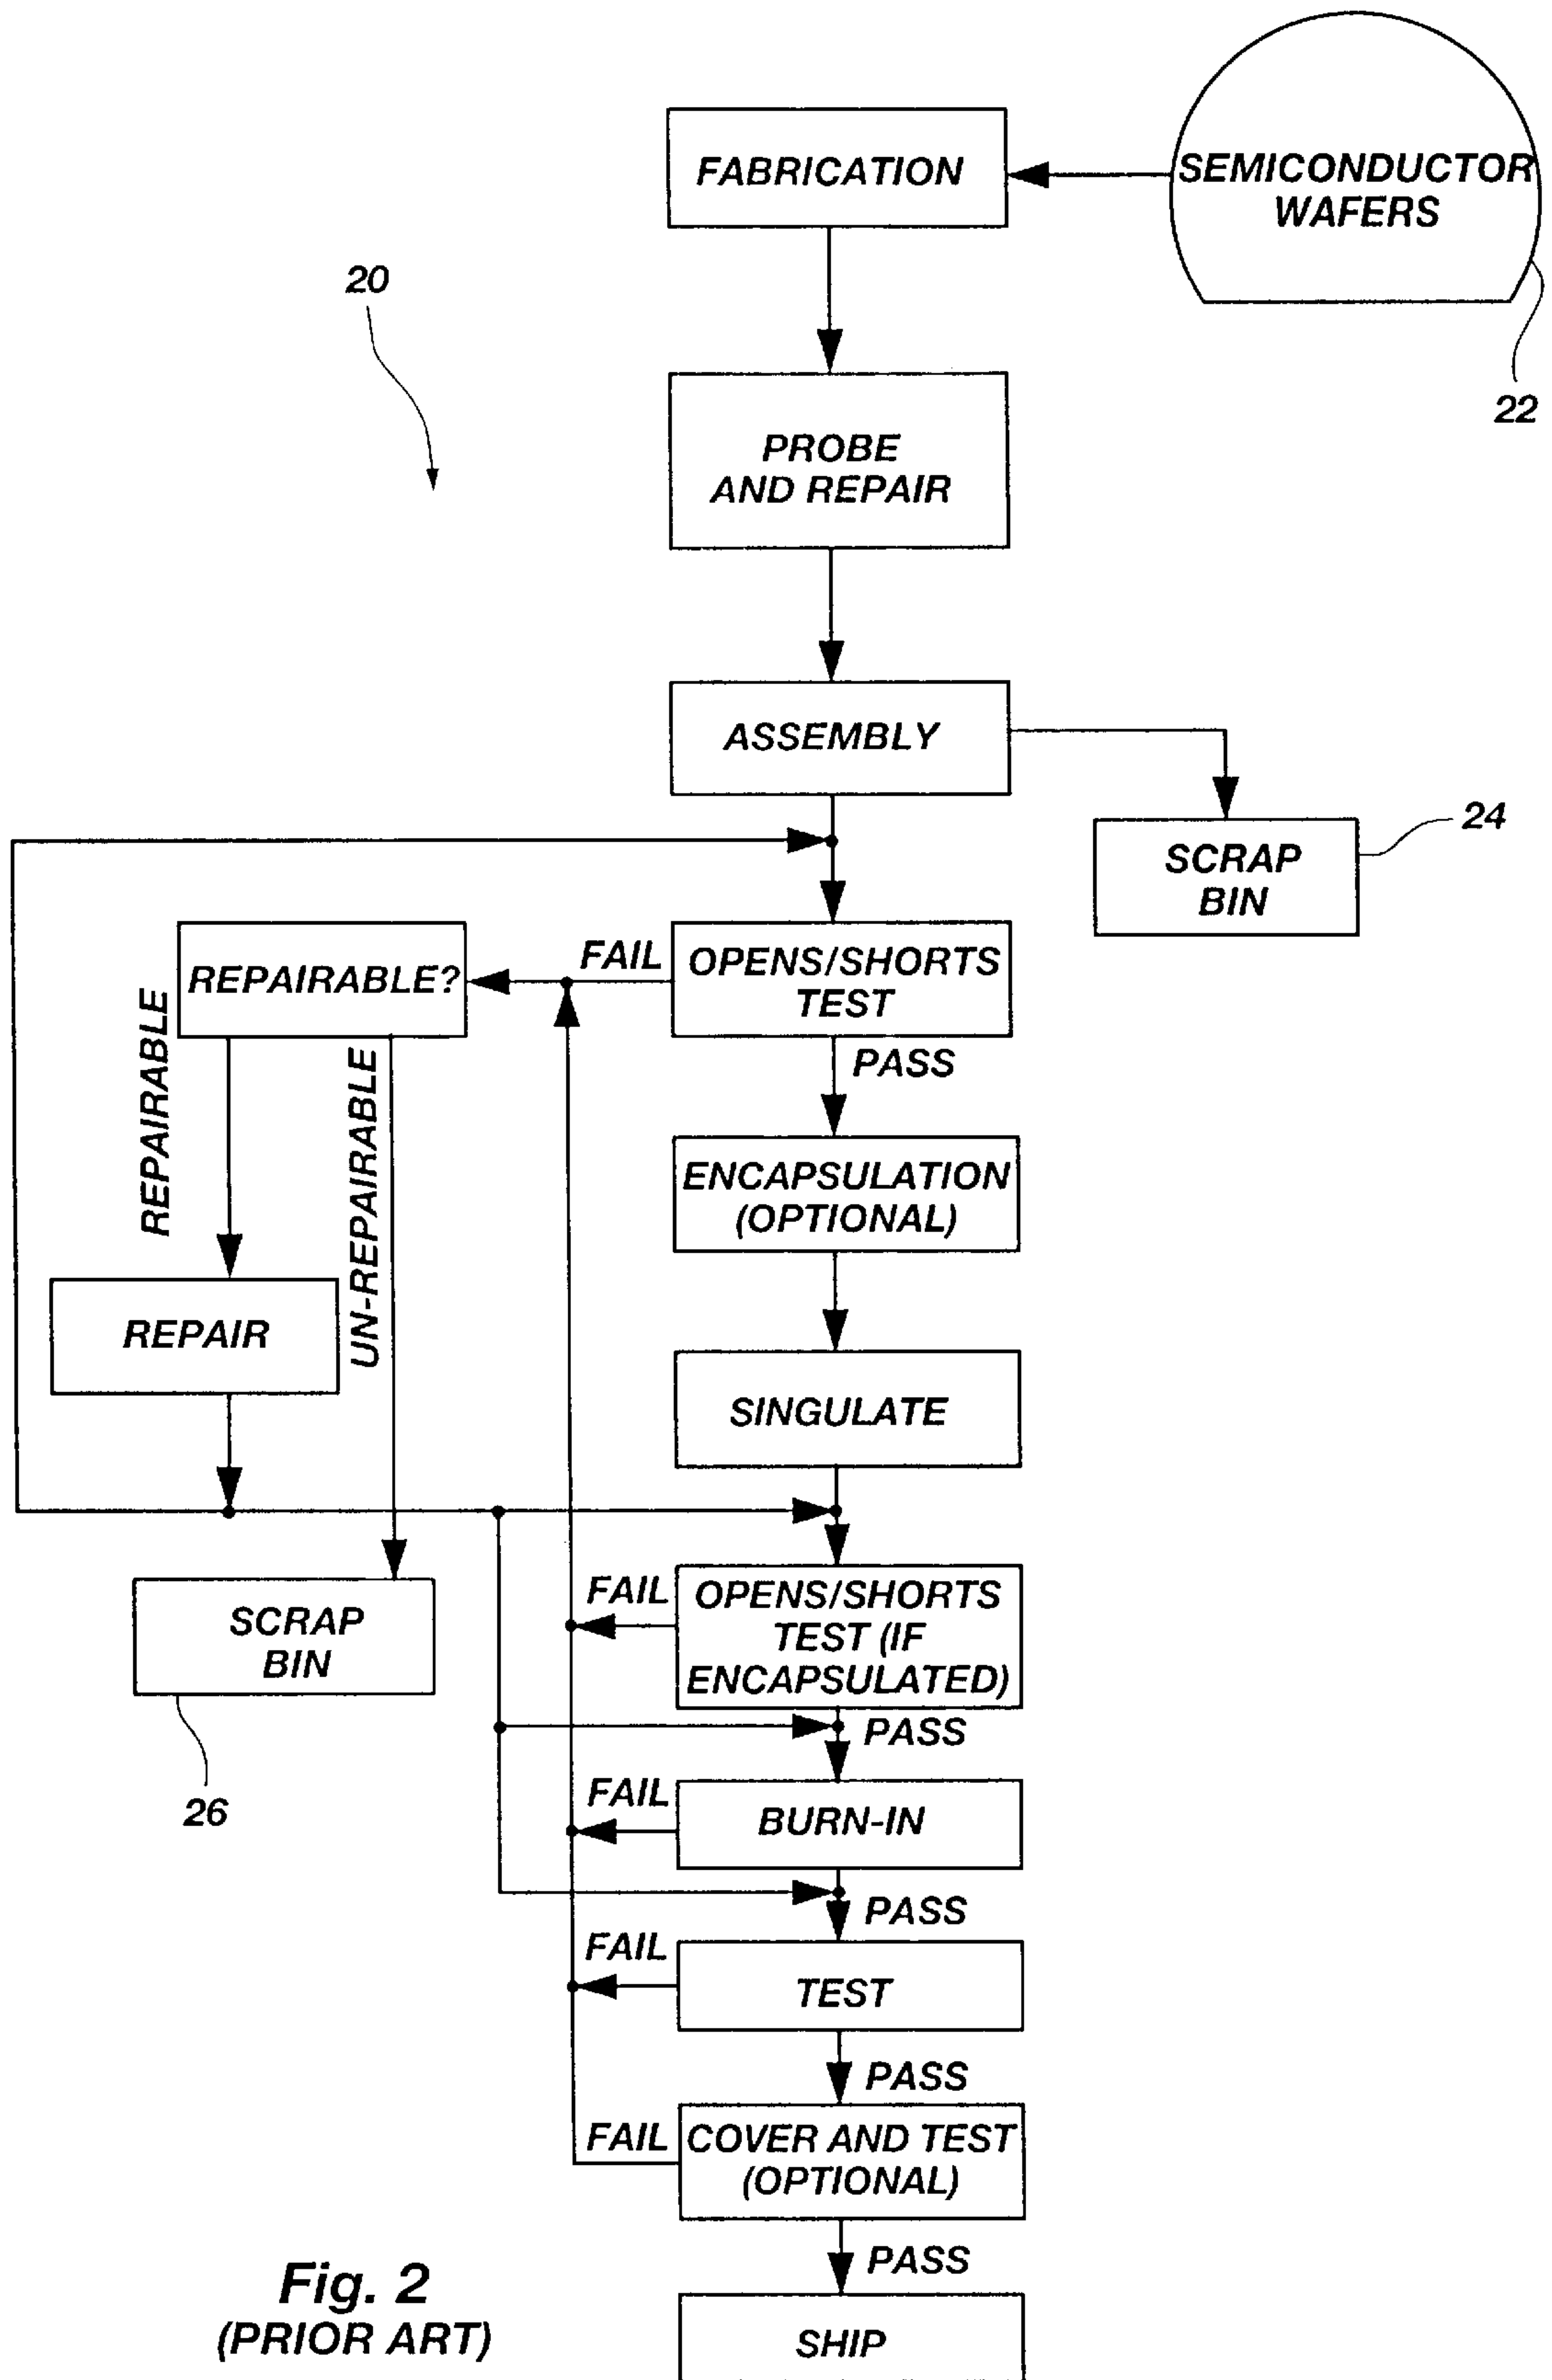 FABRICATION
SEMICONDUCTOR
WAFERS
20
22
PROBE
AND REPAIR
ASSEMBLY
24
SCRAP
BIN
REPAIRABLE?
FAIL
OPENS/SHORTS
TEST
PASS
REPAIRABLE
UN-REPAIRABLE
ENCAPSULATION
(OPTIONAL)
REPAIR
SINGULATE
SCRAP
BIN
26
FAIL
OPENS/SHORTS
TEST (IF
ENCAPSULATED)
PASS
FAIL
BURN-IN
PASS
FAIL
TEST
PASS
FAIL
COVER AND TEST
(OPTIONAL)
PASS
SHIP
Fig. 2
(PRIOR ART)